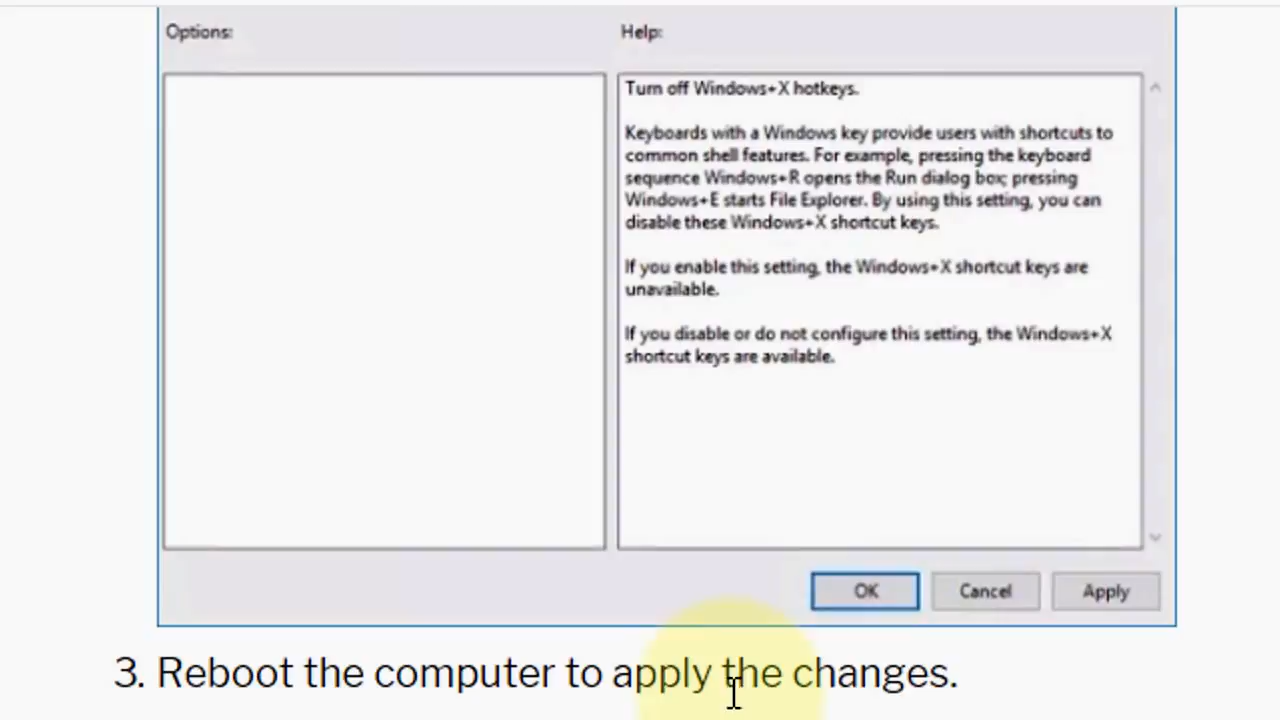 Options:
Help:
Turn off Windows+X hotkeys.
Keyboards with a Windows key provide users with shortcuts to
common shell features. For example, pressing the keyboard
sequence Windows+R opens the Run dialog box; pressing
Windows+E starts File Explorer. By using this setting, you can
disable these Windows+X shortcut keys.
If you enable this setting, the Windows+X shortcut keys are
unavailable.
If you disable or do not configure this setting, the Windows+X
shortcut keys are available.
OK
Cancel
Apply
3. Reboot the computer to apply the changes.